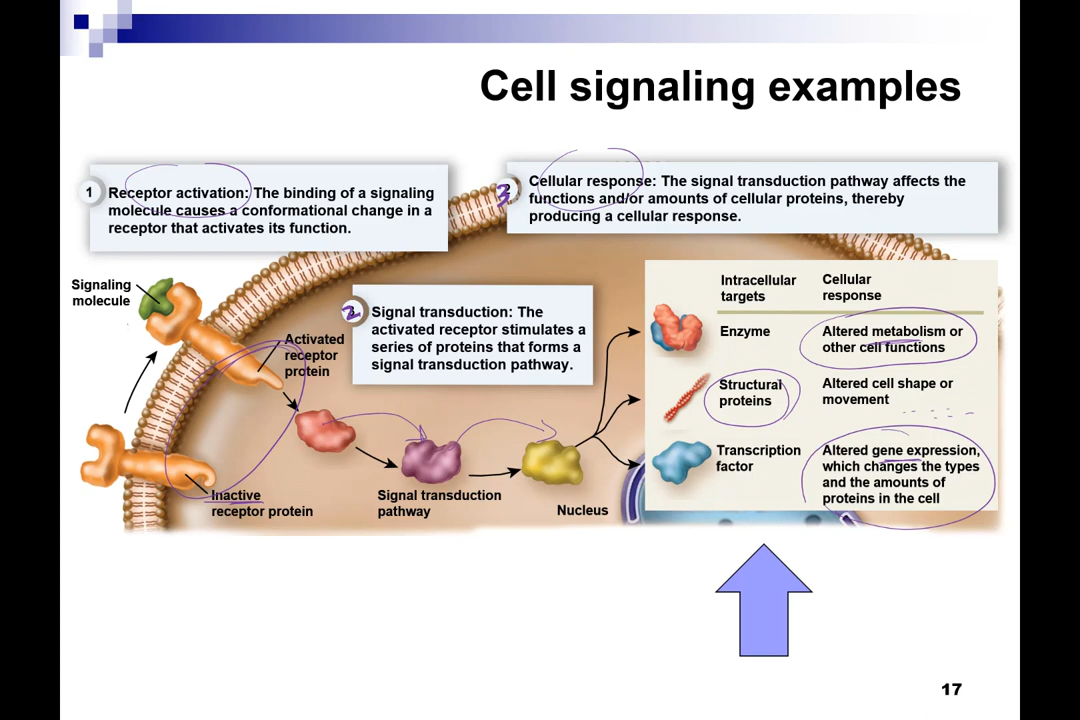 Cell signaling examples
1 Receptor activation: The binding of a signaling
molecule causes a conformational change in a
receptor that activates its function.
3 Cellular response: The signal transduction pathway affects the
functions and/or amounts of cellular proteins, thereby
producing a cellular response.
Signaling
molecule
Activated
receptor
protein
2 Signal transduction: The
activated receptor stimulates a
series of proteins that forms a
signal transduction pathway.
Inactive
receptor protein
Signal transduction
pathway
Nucleus
Intracellular
targets
Cellular
response
Enzyme
Altered metabolism or
other cell functions
Structural
proteins
Altered cell shape or
movement
Transcription
factor
Altered gene expression,
which changes the types
and the amounts of
proteins in the cell
17